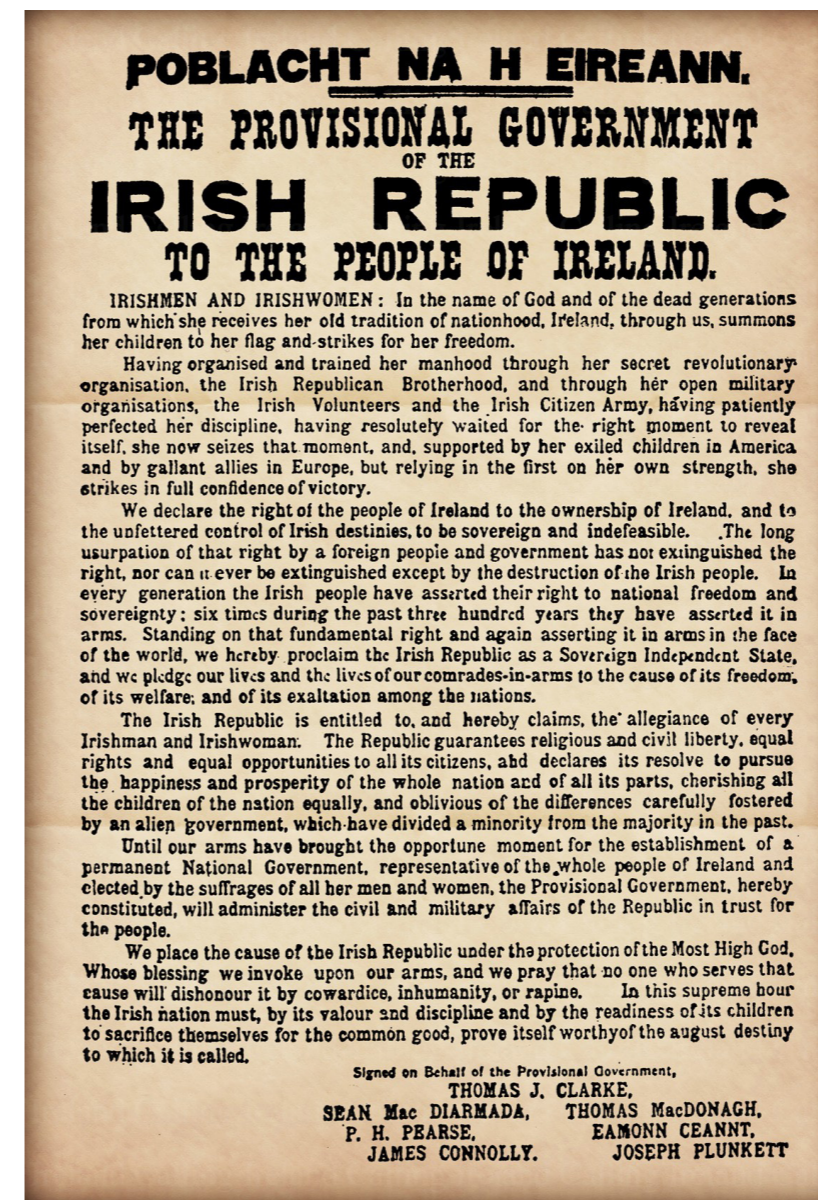 POBLACHT NA H EIREANN.
THE PROVISIONAL GOVERNMENT
OF THE
IRISH REPUBLIC
TO THE PEOPLE OF IRELAND.
IRISHMEN AND IRISHWOMEN: In the name of God and of the dead generations
from which she receives her old tradition of nationhood, Ireland, through us, summons
her children to her flag and strikes for her freedom.
Having organised and trained her manhood through her secret revolutionary
organisation, the Irish Republican Brotherhood, and through her open military
organisations, the Irish Volunteers and the Irish Citizen Army, having patiently
perfected her discipline, having resolutely waited for the right moment to reveal
itself, she now seizes that moment, and, supported by her exiled children in America
and by gallant allies in Europe, but relying in the first on her own strength, she
strikes in full confidence of victory.
We declare the right of the people of Ireland to the ownership of Ireland, and to
the unfettered control of Irish destinies, to be sovereign and indefeasible. The long
usurpation of that right by a foreign people and government has not extinguished the
right, nor can it ever be extinguished except by the destruction of the Irish people. In
every generation the Irish people have asserted their right to national freedom and
sovereignty; six times during the past three hundred years they have asserted it in
arms. Standing on that fundamental right and again asserting it in arms in the face
of the world, we hereby proclaim the Irish Republic as a Sovereign Independent State,
and we pledge our lives and the lives of our comrades-in-arms to the cause of its freedom,
of its welfare, and of its exaltation among the nations.
The Irish Republic is entitled to, and hereby claims, the allegiance of every
Irishman and Irishwoman. The Republic guarantees religious and civil liberty, equal
rights and equal opportunities to all its citizens, and declares its resolve to pursue
the happiness and prosperity of the whole nation and of all its parts, cherishing all
the children of the nation equally, and oblivious of the differences carefully fostered
by an alien government, which have divided a minority from the majority in the past.
Until our arms have brought the opportune moment for the establishment of a
permanent National Government, representative of the whole people of Ireland and
elected by the suffrages of all her men and women, the Provisional Government, hereby
constituted, will administer the civil and military affairs of the Republic in trust for
the people.
We place the cause of the Irish Republic under the protection of the Most High God,
Whose blessing we invoke upon our arms, and we pray that no one who serves that
cause will dishonour it by cowardice, inhumanity, or rapine. In this supreme hour
the Irish nation must, by its valour and discipline and by the readiness of its children
to sacrifice themselves for the common good, prove itself worthy of the august destiny
to which it is called.
Signed on Behalf of the Provisional Government,
THOMAS J. CLARKE,
SEAN Mac DIARMADA, THOMAS MacDONAGH,
P. H. PEARSE, EAMONN CEANNT,
JAMES CONNOLLY. JOSEPH PLUNKETT